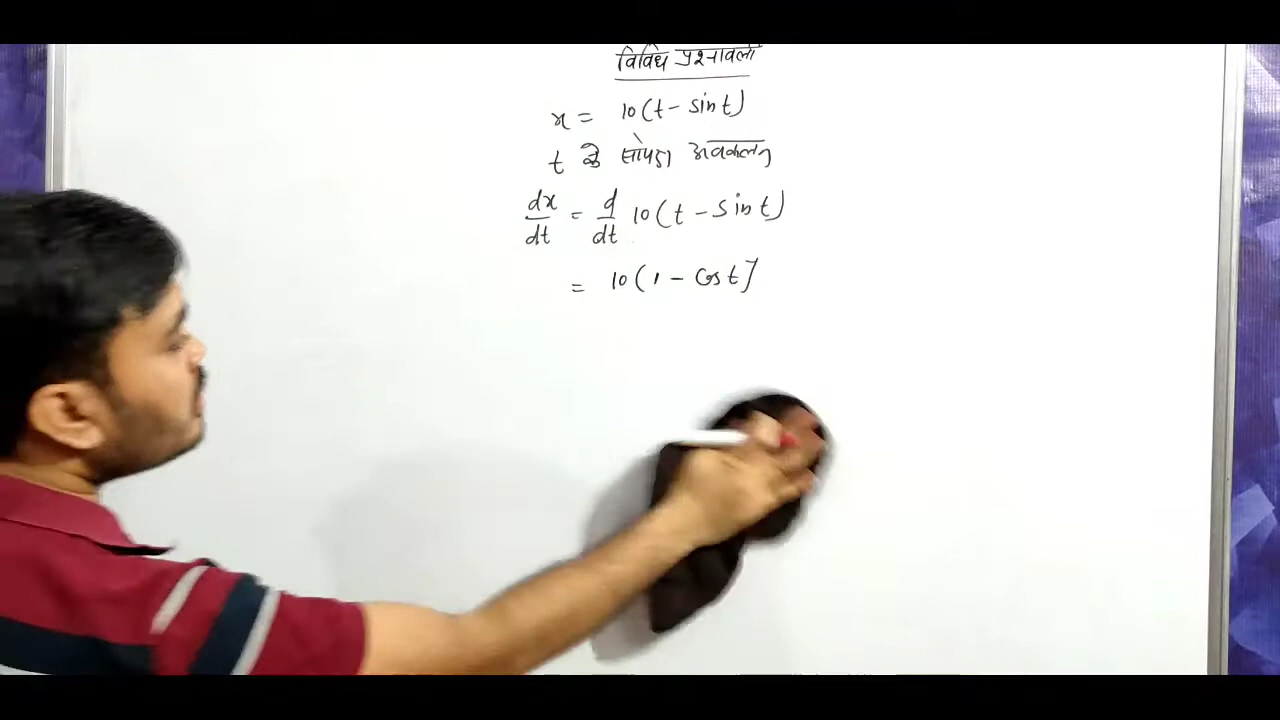 विविध प्रश्नावली
x = 10(t - sin t)
t के सापेक्ष अवकलन
dx/dt = d/dt 10(t - sin t)
= 10(1 - cos t]